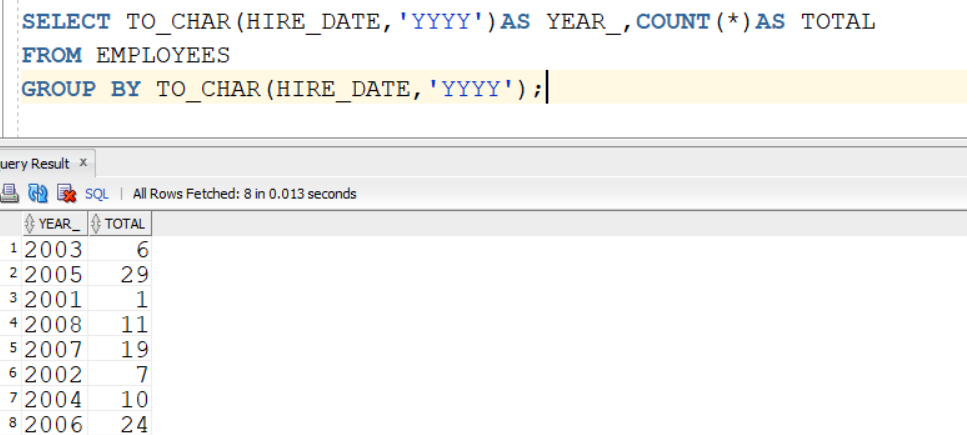 SELECT TO_CHAR(HIRE_DATE,'YYYY')AS YEAR_,COUNT(*)AS TOTAL
FROM EMPLOYEES
GROUP BY TO_CHAR(HIRE_DATE,'YYYY');
uery Result x
SQL | All Rows Fetched: 8 in 0.013 seconds
YEAR_ TOTAL
1 2003 6
2 2005 29
3 2001 1
4 2008 11
5 2007 19
6 2002 7
7 2004 10
8 2006 24